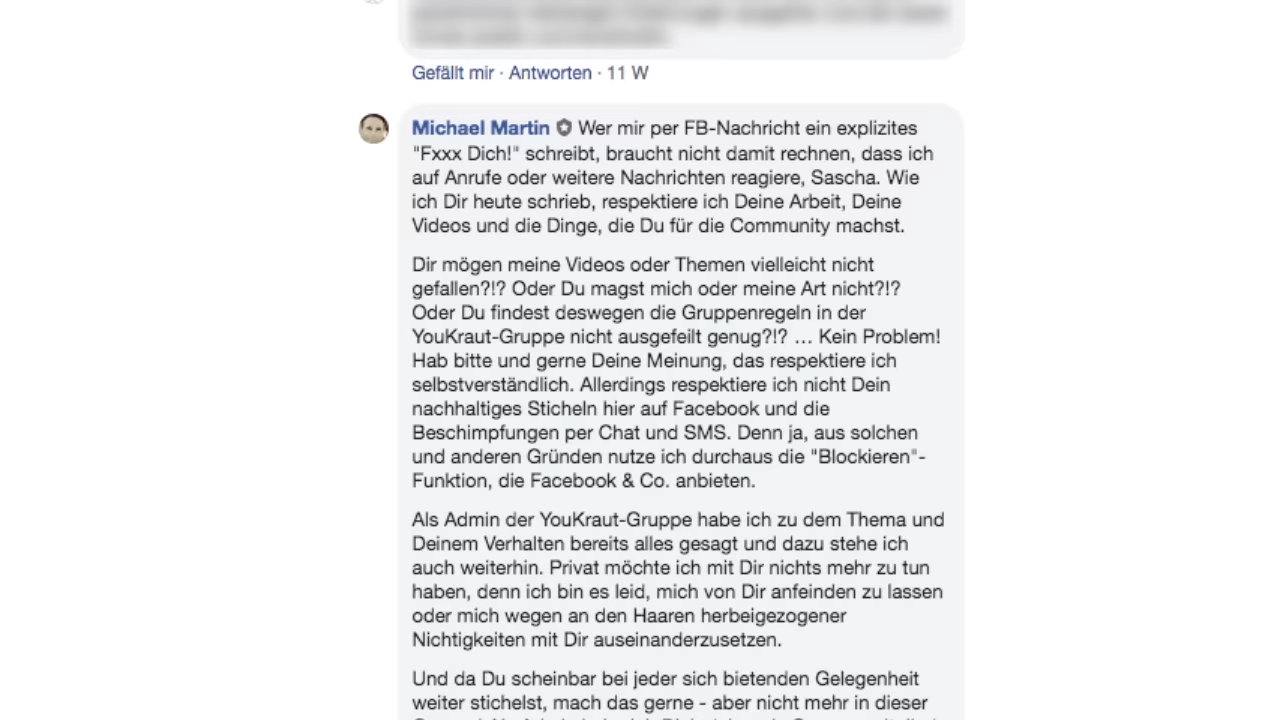 Gefällt mir · Antworten · 11 W
Michael Martin Wer mir per FB-Nachricht ein explizites
"Fxxx Dich!" schreibt, braucht nicht damit rechnen, dass ich
auf Anrufe oder weitere Nachrichten reagiere, Sascha. Wie
ich Dir heute schrieb, respektiere ich Deine Arbeit, Deine
Videos und die Dinge, die Du für die Community machst.
Dir mögen meine Videos oder Themen vielleicht nicht
gefallen?!? Oder Du magst mich oder meine Art nicht?!?
Oder Du findest deswegen die Gruppenregeln in der
YouKraut-Gruppe nicht ausgefeilt genug?!? ... Kein Problem!
Hab bitte und gerne Deine Meinung, das respektiere ich
selbstverständlich. Allerdings respektiere ich nicht Dein
nachhaltiges Sticheln hier auf Facebook und die
Beschimpfungen per Chat und SMS. Denn ja, aus solchen
und anderen Gründen nutze ich durchaus die "Blockieren"-
Funktion, die Facebook & Co. anbieten.
Als Admin der YouKraut-Gruppe habe ich zu dem Thema und
Deinem Verhalten bereits alles gesagt und dazu stehe ich
auch weiterhin. Privat möchte ich mit Dir nichts mehr zu tun
haben, denn ich bin es leid, mich von Dir anfeinden zu lassen
oder mich wegen an den Haaren herbeigezogener
Nichtigkeiten mit Dir auseinanderzusetzen.
Und da Du scheinbar bei jeder sich bietenden Gelegenheit
weiter stichelst, mach das gerne - aber nicht mehr in dieser